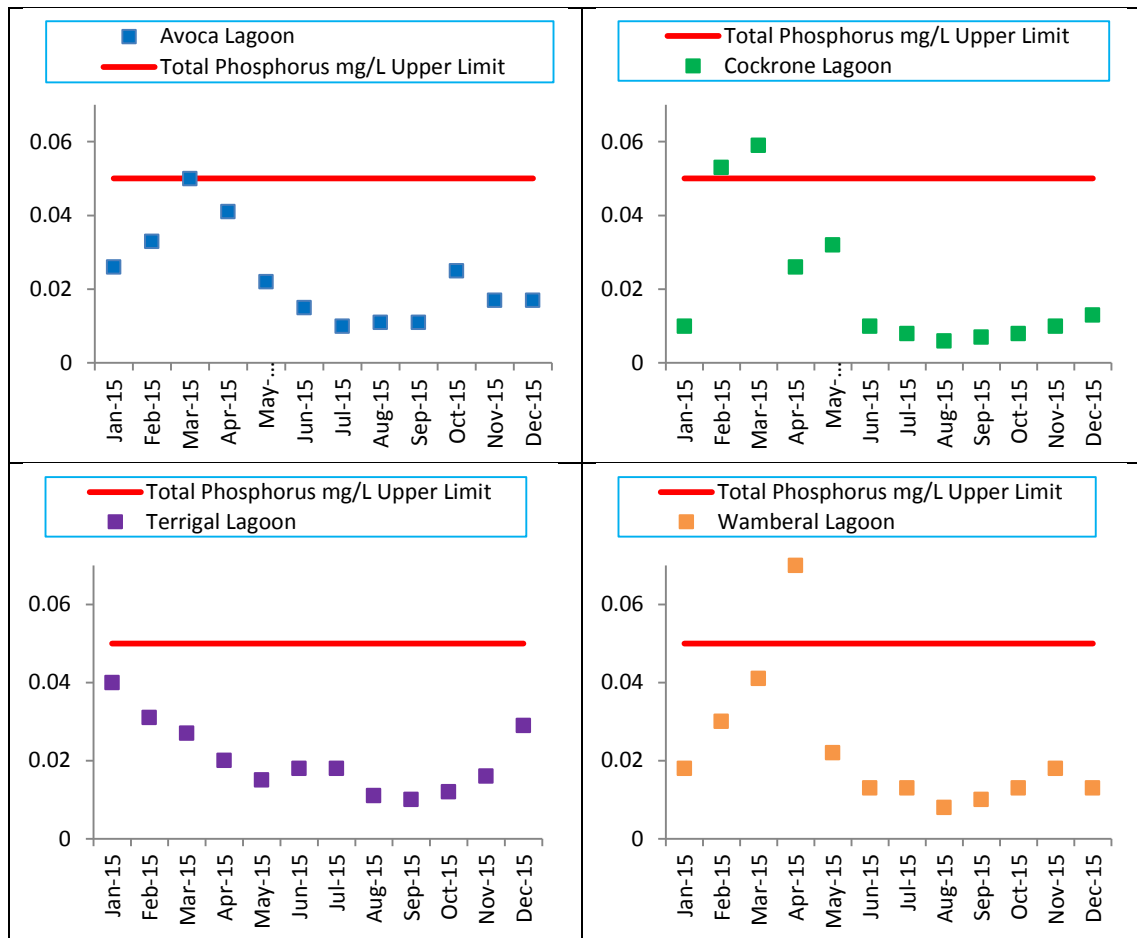 Avoca Lagoon
Total Phosphorus mg/L Upper Limit
0.06
0.04
0.02
0
Jan-15
Feb-15
Mar-15
Apr-15
May-...
Jun-15
Jul-15
Aug-15
Sep-15
Oct-15
Nov-15
Dec-15
Total Phosphorus mg/L Upper Limit
Cockrone Lagoon
0.06
0.04
0.02
0
Jan-15
Feb-15
Mar-15
Apr-15
May-...
Jun-15
Jul-15
Aug-15
Sep-15
Oct-15
Nov-15
Dec-15
Total Phosphorus mg/L Upper Limit
Terrigal Lagoon
0.06
0.04
0.02
0
Jan-15
Feb-15
Mar-15
Apr-15
May-15
Jun-15
Jul-15
Aug-15
Sep-15
Oct-15
Nov-15
Dec-15
Total Phosphorus mg/L Upper Limit
Wamberal Lagoon
0.06
0.04
0.02
0
Jan-15
Feb-15
Mar-15
Apr-15
May-15
Jun-15
Jul-15
Aug-15
Sep-15
Oct-15
Nov-15
Dec-15